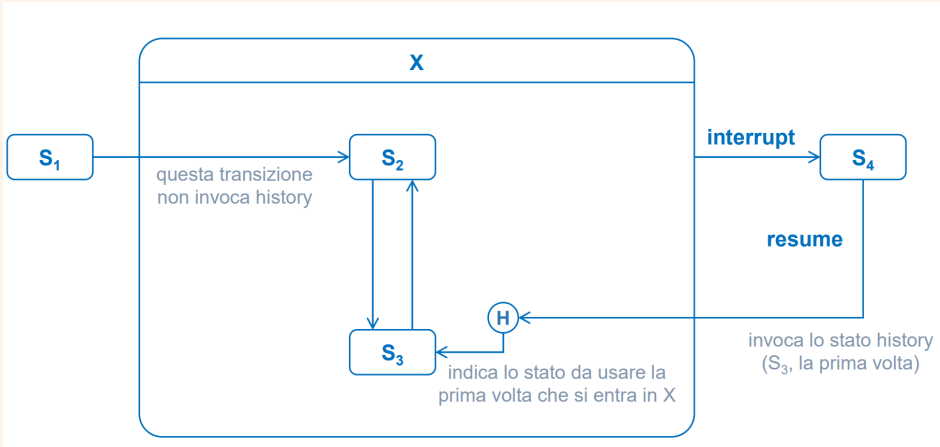 X
S₁
questa transizione
non invoca history
S₂
interrupt
S₄
resume
H
S₃
indica lo stato da usare la
prima volta che si entra in X
invoca lo stato history
(S₃, la prima volta)